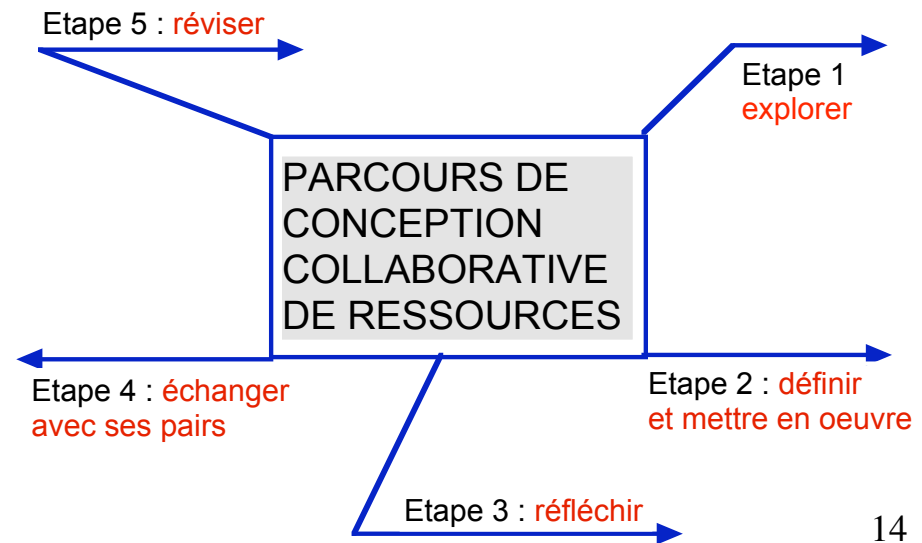 Etape 5 : réviser
Etape 1
explorer
PARCOURS DE
CONCEPTION
COLLABORATIVE
DE RESSOURCES
Etape 4 : échanger
avec ses pairs
Etape 2 : définir
et mettre en oeuvre
Etape 3 : réfléchir
14